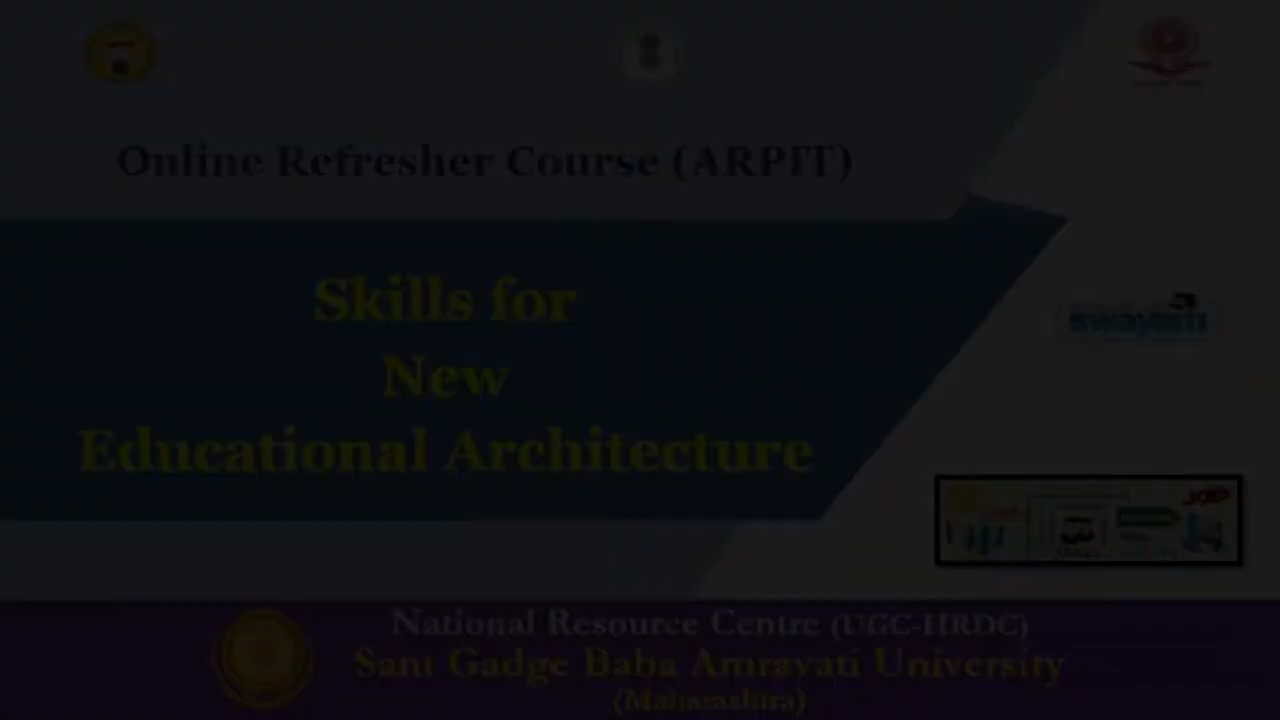 Online Refresher Course (ARPIT)
Skills for
New
Educational Architecture
swayam
National Resource Centre (UGC-HRDC)
Sant Gadge Baba Amravati University
(Maharashtra)